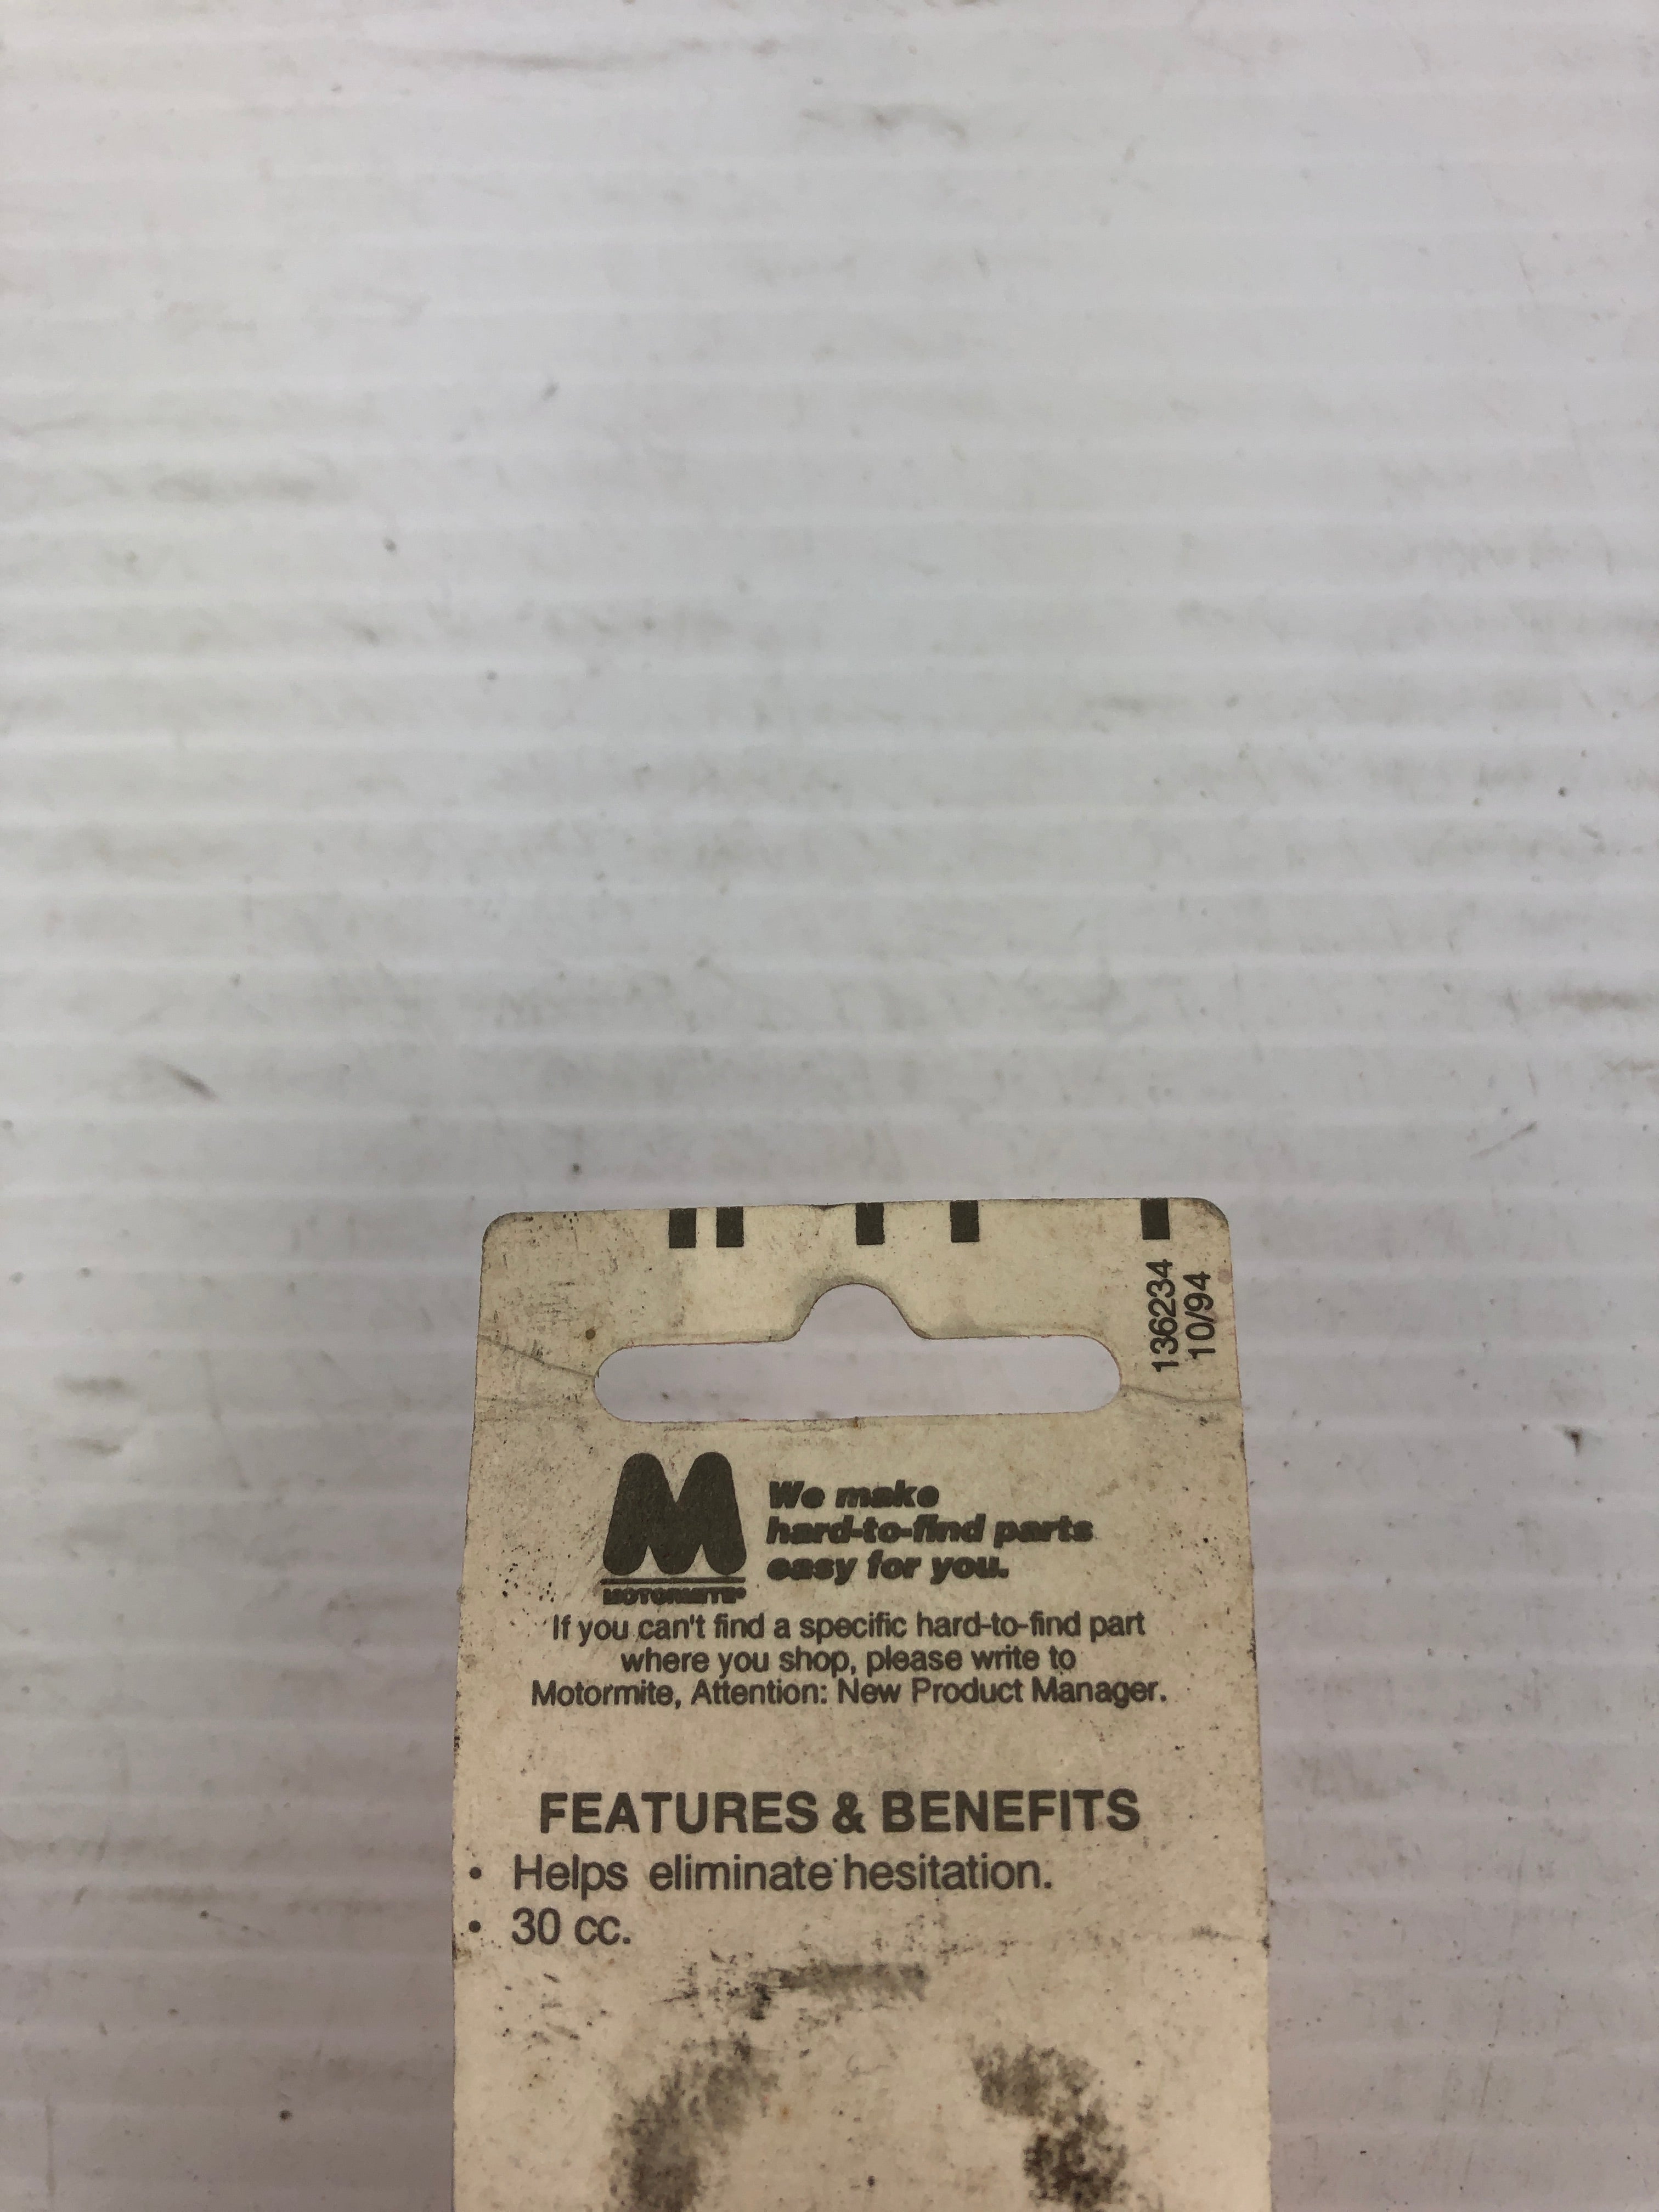 136234
10/94
We make
hard-to-find parts
easy for you.
MOTORMITE®
If you can't find a specific hard-to-find part
where you shop, please write to
Motormite, Attention: New Product Manager.
FEATURES & BENEFITS
• Helps eliminate hesitation.
• 30 cc.